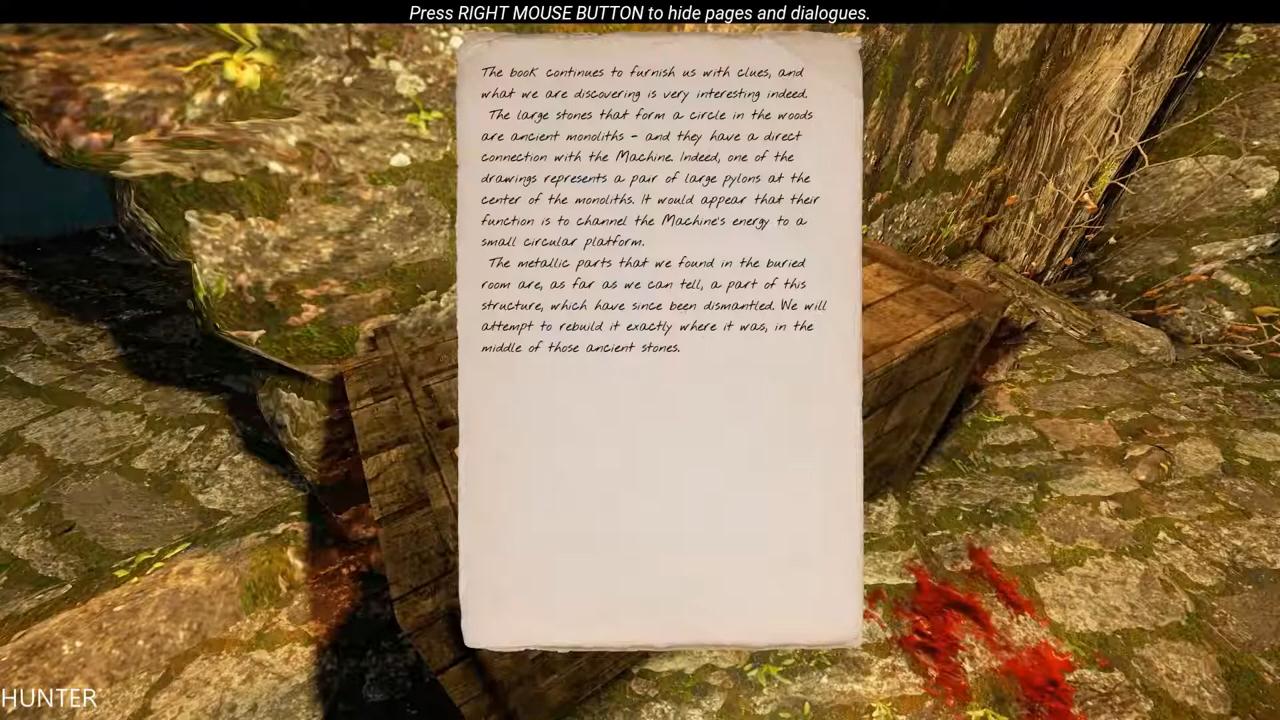 Press RIGHT MOUSE BUTTON to hide pages and dialogues.
The book continues to furnish us with clues, and
what we are discovering is very interesting indeed.
The large stones that form a circle in the woods
are ancient monoliths - and they have a direct
connection with the Machine. Indeed, one of the
drawings represents a pair of large pylons at the
center of the monoliths. It would appear that their
function is to channel the Machine's energy to a
small circular platform.
The metallic parts that we found in the buried
room are, as far as we can tell, a part of this
structure, which have since been dismantled. We will
attempt to rebuild it exactly where it was, in the
middle of those ancient stones.
HUNTER